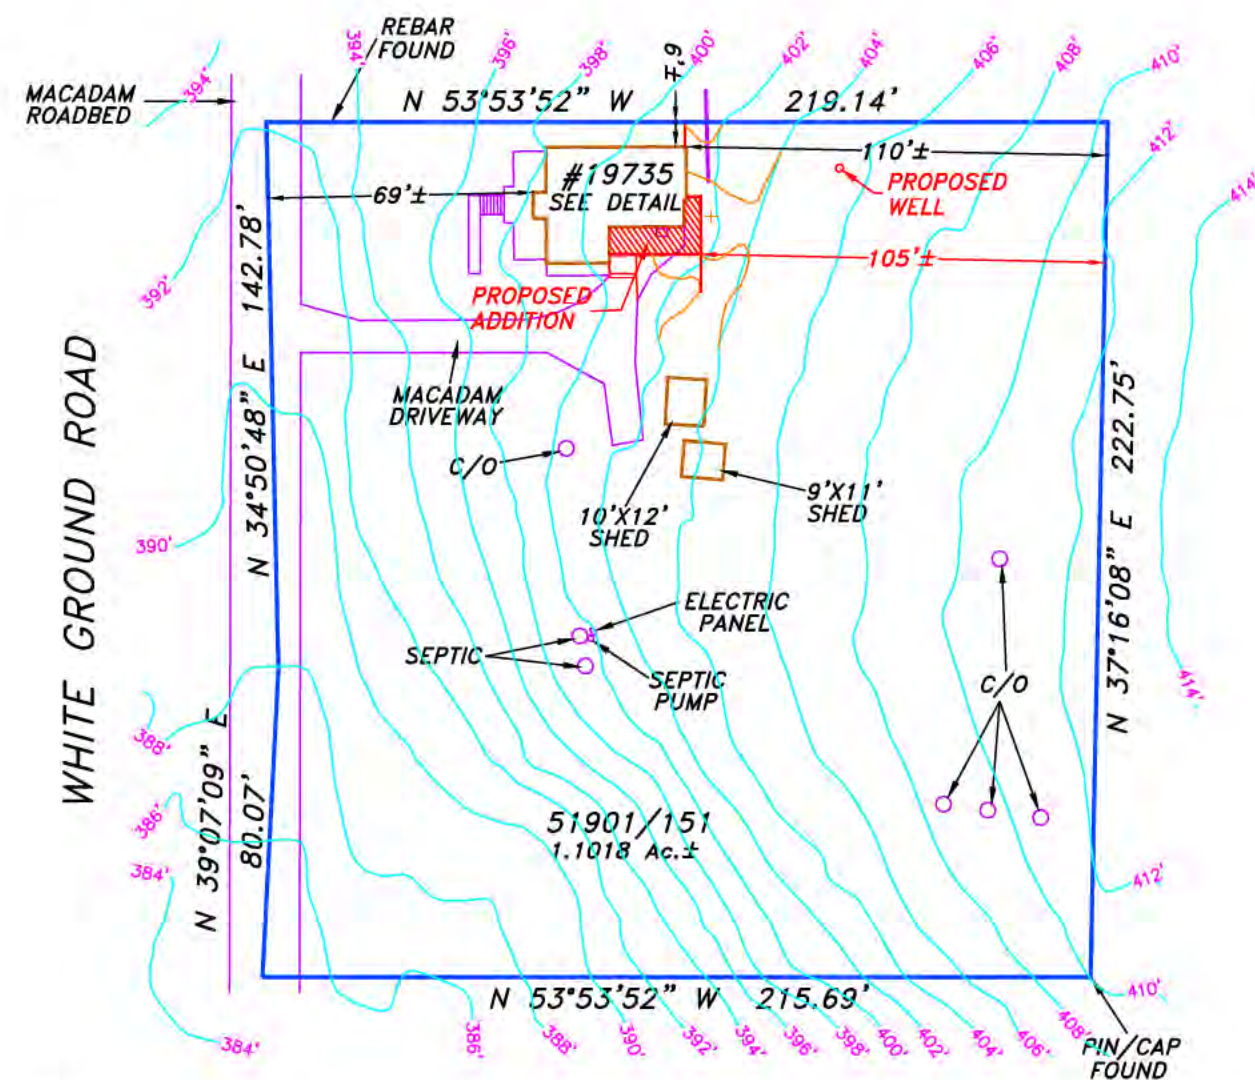 REBAR
FOUND
394'
394'
396'
398'
6'±
400'
402'
404'
406'
408'
410'
MACADAM
ROADBED
N 53°53'52" W 219.14'
412'
#19735
SEE DETAIL
110'±
PROPOSED
WELL
414'
69'±
142.78'
105'±
392'
PROPOSED
ADDITION
N 34°50'48" E
WHITE GROUND ROAD
MACADAM
DRIVEWAY
C/O
222.75'
9'X11'
SHED
10'X12'
SHED
390'
N 37°16'08" E
ELECTRIC
PANEL
SEPTIC
SEPTIC
PUMP
C/O
414'
388'
N 39°07'09" E
80.07'
386'
384'
51901/151
1.1018 Ac.±
412'
N 53°53'52" W 215.69'
410'
384'
386'
388'
390'
392'
394'
396'
398'
400'
402'
404'
406'
408'
PIN/CAP
FOUND